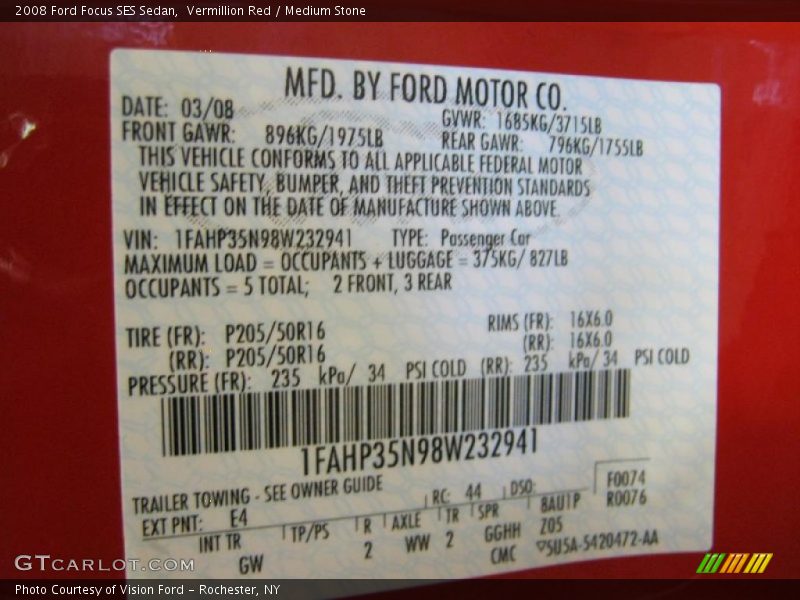 2008 Ford Focus SES Sedan, Vermillion Red / Medium Stone
MFD. BY FORD MOTOR CO.
DATE: 03/08 GVWR: 1685KG/3715LB
FRONT GAWR: 896KG/1975LB REAR GAWR: 796KG/1755LB
THIS VEHICLE CONFORMS TO ALL APPLICABLE FEDERAL MOTOR
VEHICLE SAFETY, BUMPER, AND THEFT PREVENTION STANDARDS
IN EFFECT ON THE DATE OF MANUFACTURE SHOWN ABOVE.
VIN: 1FAHP35N98W232941 TYPE: Passenger Car
MAXIMUM LOAD = OCCUPANTS + LUGGAGE = 375KG/ 827LB
OCCUPANTS = 5 TOTAL; 2 FRONT, 3 REAR
TIRE (FR): P205/50R16 RIMS (FR): 16X6.0
(RR): P205/50R16 (RR): 16X6.0
PRESSURE (FR): 235 kPa/ 34 PSI COLD (RR): 235 kPa/ 34 PSI COLD
1FAHP35N98W232941
TRAILER TOWING - SEE OWNER GUIDE
EXT PNT: E4 RC: 44 DSO: F0074
8AU1P R0076
INT TR TP/PS R AXLE TR SPR Z05
GW 2 WW 2 GGHH
CMC ▽5U5A-5420472-AA
GTCARLOT.COM
Photo Courtesy of Vision Ford - Rochester, NY